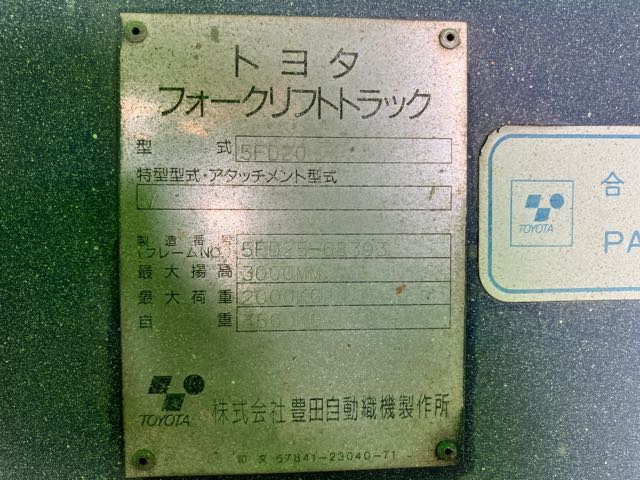 トヨタ
フォークリフトトラック
型 式 5FD20
特型型式・アタッチメント型式
V
製造番号
(フレームNO.) 5FD25-
最大揚高 3000MM
最大荷重 2000KG
自 重
TOYOTA 株式会社 豊田自動織機製作所
57841-23040-71
合
TOYOTA
PA